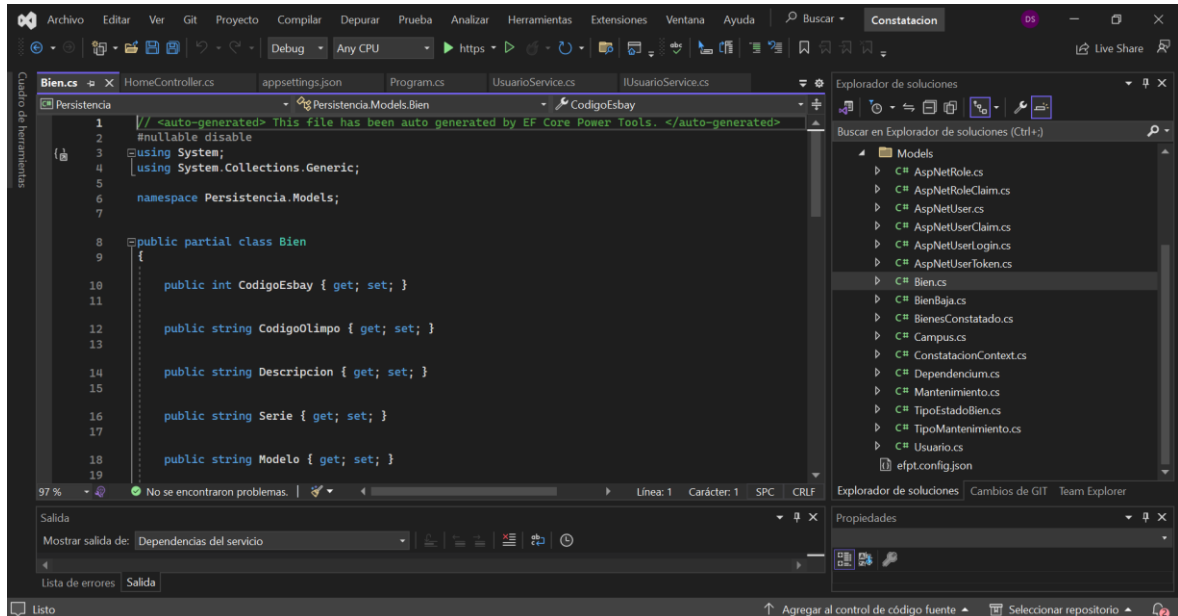 Archivo Editar Ver Git Proyecto Compilar Depurar Prueba Analizar Herramientas Extensiones Ventana Ayuda Buscar Constatacion DS
Debug Any CPU https Live Share
Cuadro de herramientas
Bien.cs HomeController.cs appsettings.json Program.cs UsuarioService.cs IUsuarioService.cs
Persistencia Persistencia.Models.Bien CodigoEsbay
1 // <auto-generated> This file has been auto generated by EF Core Power Tools. </auto-generated>
2 #nullable disable
3 using System;
4 using System.Collections.Generic;
5
6 namespace Persistencia.Models;
7
8 public partial class Bien
9 {
10 public int CodigoEsbay { get; set; }
11
12 public string CodigoOlimpo { get; set; }
13
14 public string Descripcion { get; set; }
15
16 public string Serie { get; set; }
17
18 public string Modelo { get; set; }
19
97 % No se encontraron problemas. Línea: 1 Carácter: 1 SPC CRLF
Salida
Mostrar salida de: Dependencias del servicio
Lista de errores Salida
Explorador de soluciones
Buscar en Explorador de soluciones (Ctrl+;)
Models
C# AspNetRole.cs
C# AspNetRoleClaim.cs
C# AspNetUser.cs
C# AspNetUserClaim.cs
C# AspNetUserLogin.cs
C# AspNetUserToken.cs
C# Bien.cs
C# BienBaja.cs
C# BienesConstatado.cs
C# Campus.cs
C# ConstatacionContext.cs
C# Dependencium.cs
C# Mantenimiento.cs
C# TipoEstadoBien.cs
C# TipoMantenimiento.cs
C# Usuario.cs
efpt.config.json
Explorador de soluciones Cambios de GIT Team Explorer
Propiedades
Listo Agregar al control de código fuente Seleccionar repositorio